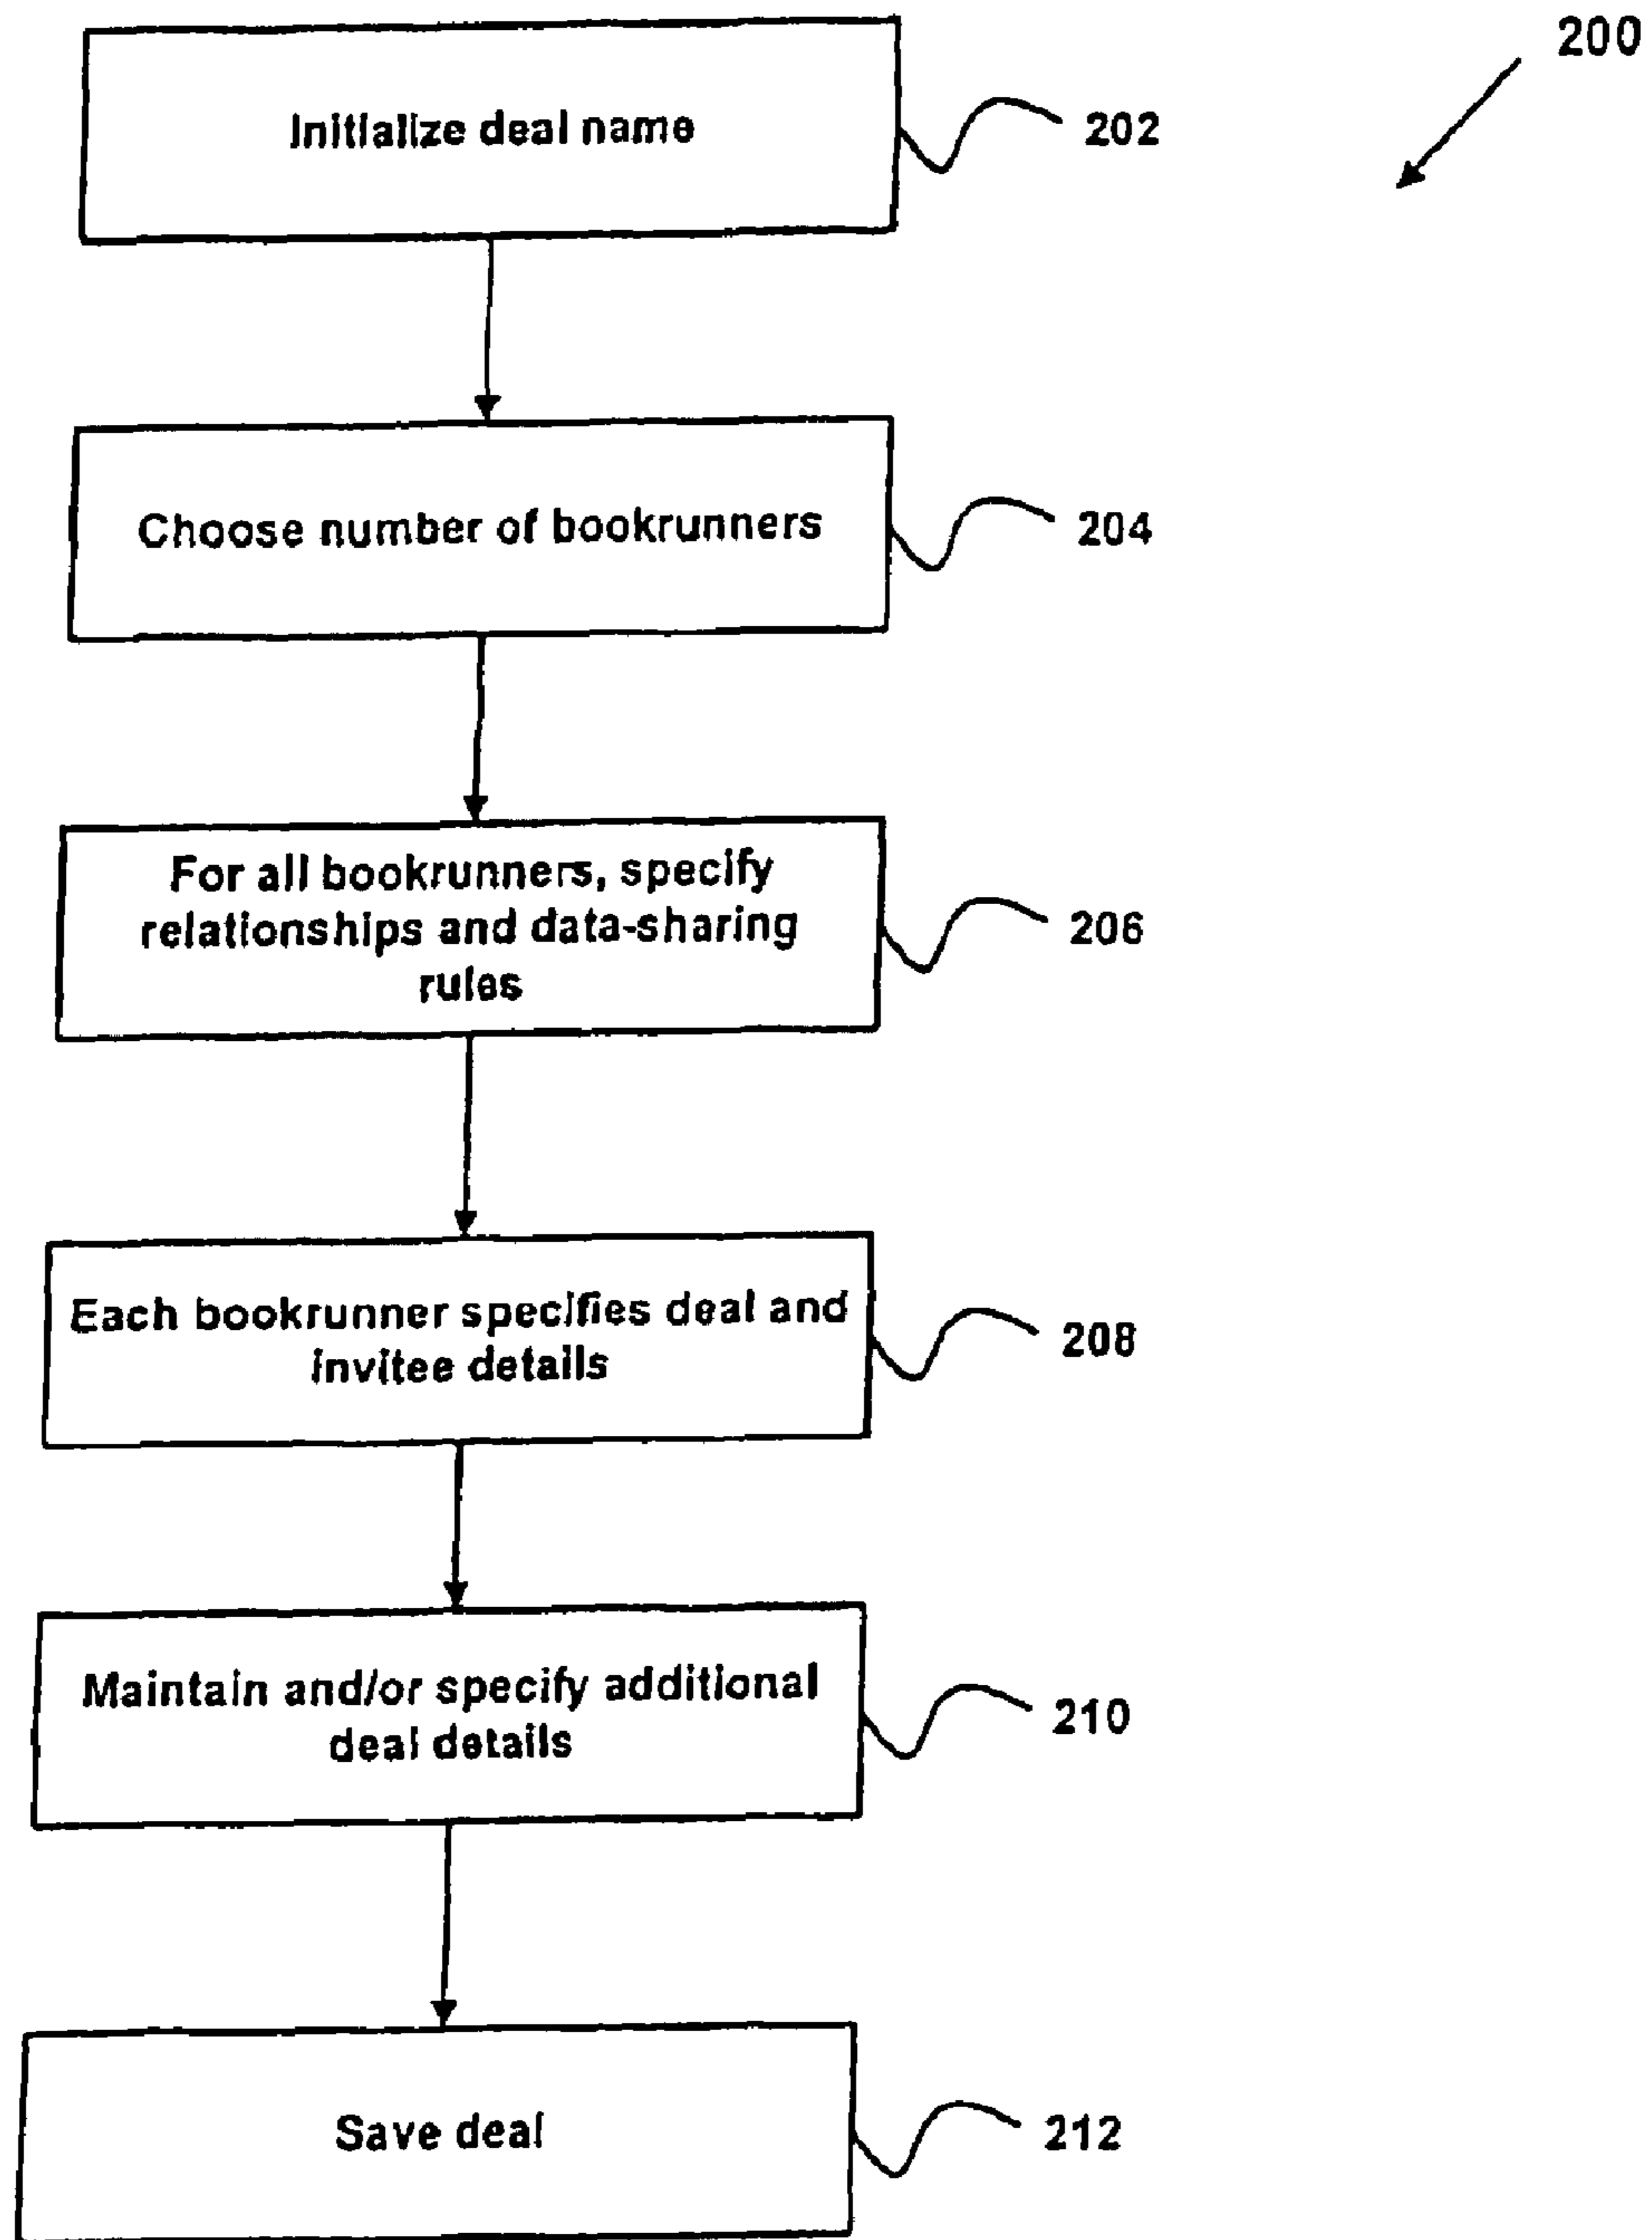 200
Initialize deal name
202
Choose number of bookrunners
204
For all bookrunners, specify
relationships and data-sharing
rules
206
Each bookrunner specifies deal and
invitee details
208
Maintain and/or specify additional
deal details
210
Save deal
212